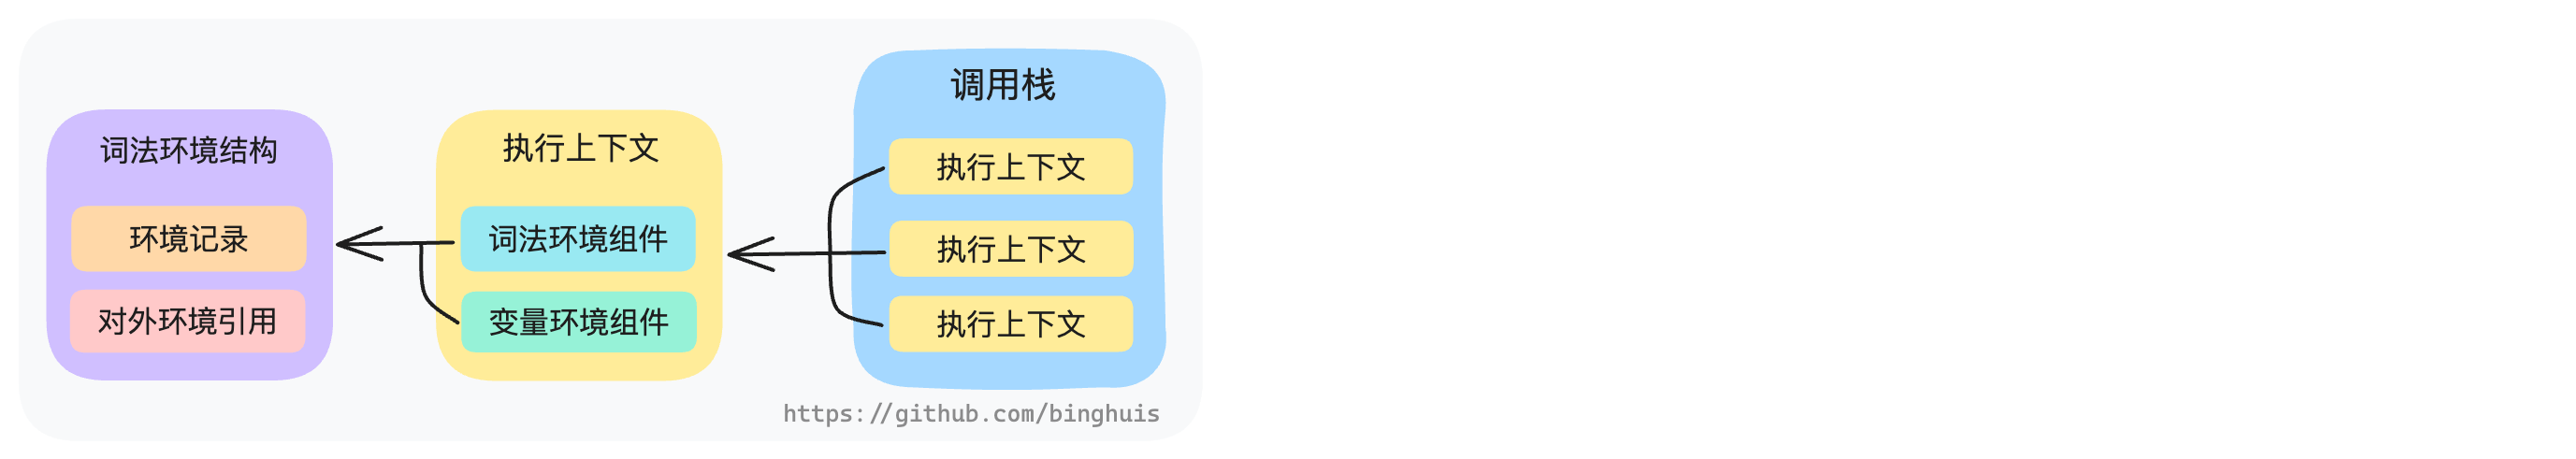 词法环境结构
环境记录
对外环境引用
执行上下文
词法环境组件
变量环境组件
调用栈
执行上下文
执行上下文
执行上下文
https://github.com/binghuis